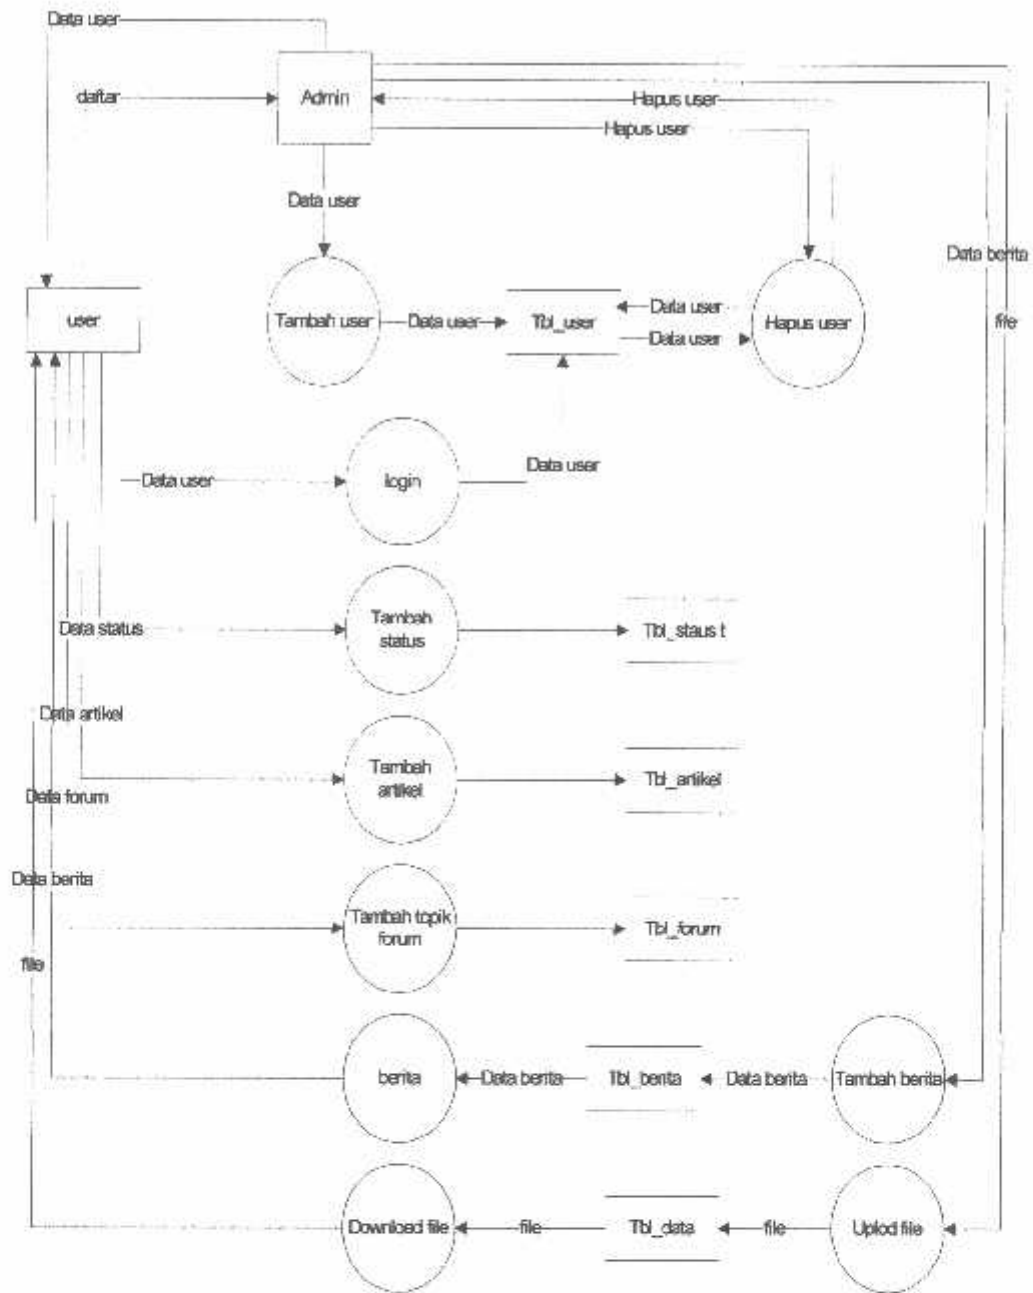 Data user
daftar
Admin
Hapus user
Hapus user
Data user
Data berita
user
Tambah user
Data user
Tbl_user
Data user
Data user
Hapus user
file
Data user
login
Data user
Data status
Tambah
status
Tbl_staus t
Data artikel
Tambah
artikel
Tbl_artikel
Data forum
Data berita
Tambah topik
forum
Tbl_forum
file
berita
Data berita
Tbl_berita
Data berita
Tambah berita
Download file
file
Tbl_data
file
Uplod file